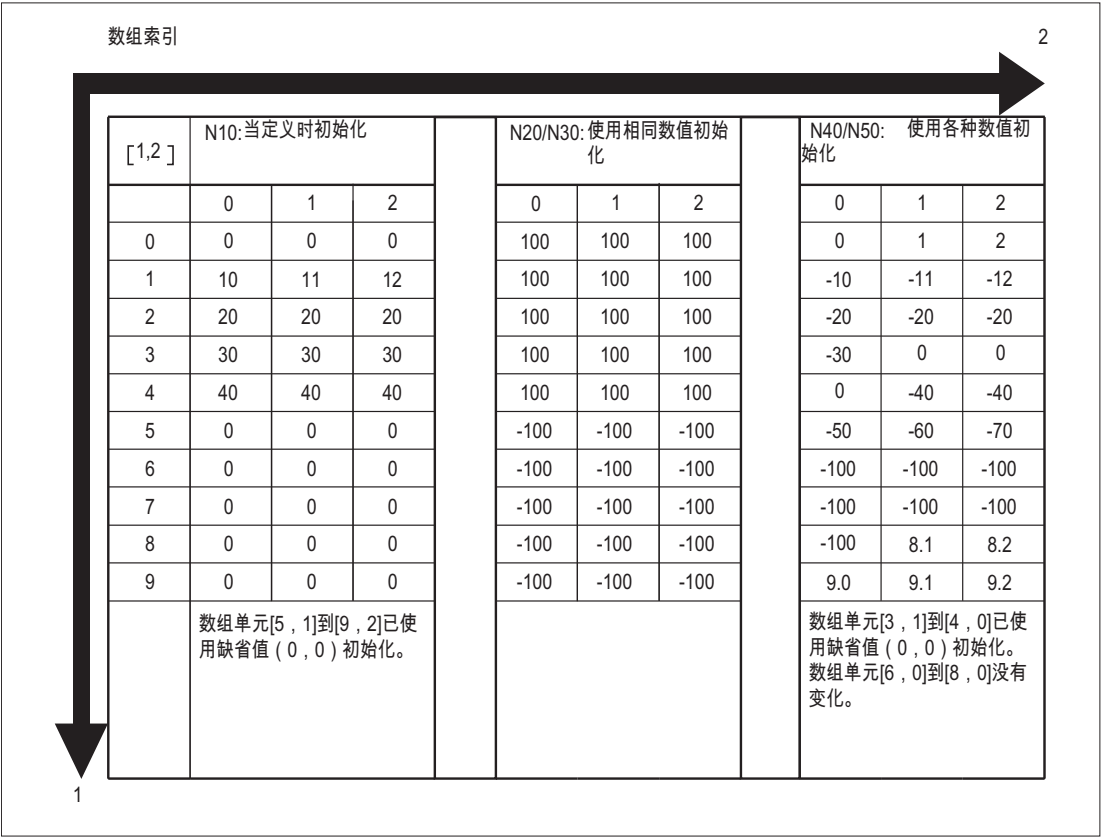 数组索引
2
[1,2]
N10:当定义时初始化
N20/N30:使用相同数值初始
化
N40/N50: 使用各种数值初
始化
0 1 2 0 1 2 0 1 2
0 0 0 0 100 100 100 0 1 2
1 10 11 12 100 100 100 -10 -11 -12
2 20 20 20 100 100 100 -20 -20 -20
3 30 30 30 100 100 100 -30 0 0
4 40 40 40 100 100 100 0 -40 -40
5 0 0 0 -100 -100 -100 -50 -60 -70
6 0 0 0 -100 -100 -100 -100 -100 -100
7 0 0 0 -100 -100 -100 -100 -100 -100
8 0 0 0 -100 -100 -100 -100 8.1 8.2
9 0 0 0 -100 -100 -100 9.0 9.1 9.2
数组单元[5，1]到[9，2]已使
用缺省值（0，0）初始化。
数组单元[3，1]到[4，0]已使
用缺省值（0，0）初始化。
数组单元[6，0]到[8，0]没有
变化。
1